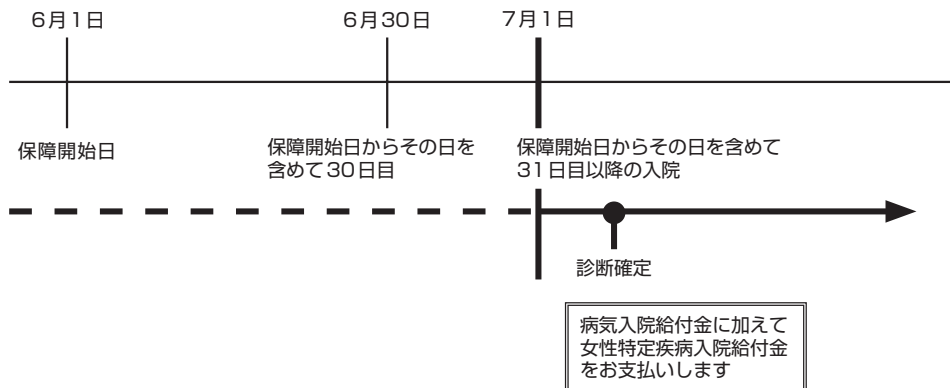 6月1日
6月30日
7月1日
保障開始日
保障開始日からその日を
含めて30日目
保障開始日からその日を含めて
31日目以降の入院
診断確定
病気入院給付金に加えて
女性特定疾病入院給付金
をお支払いします